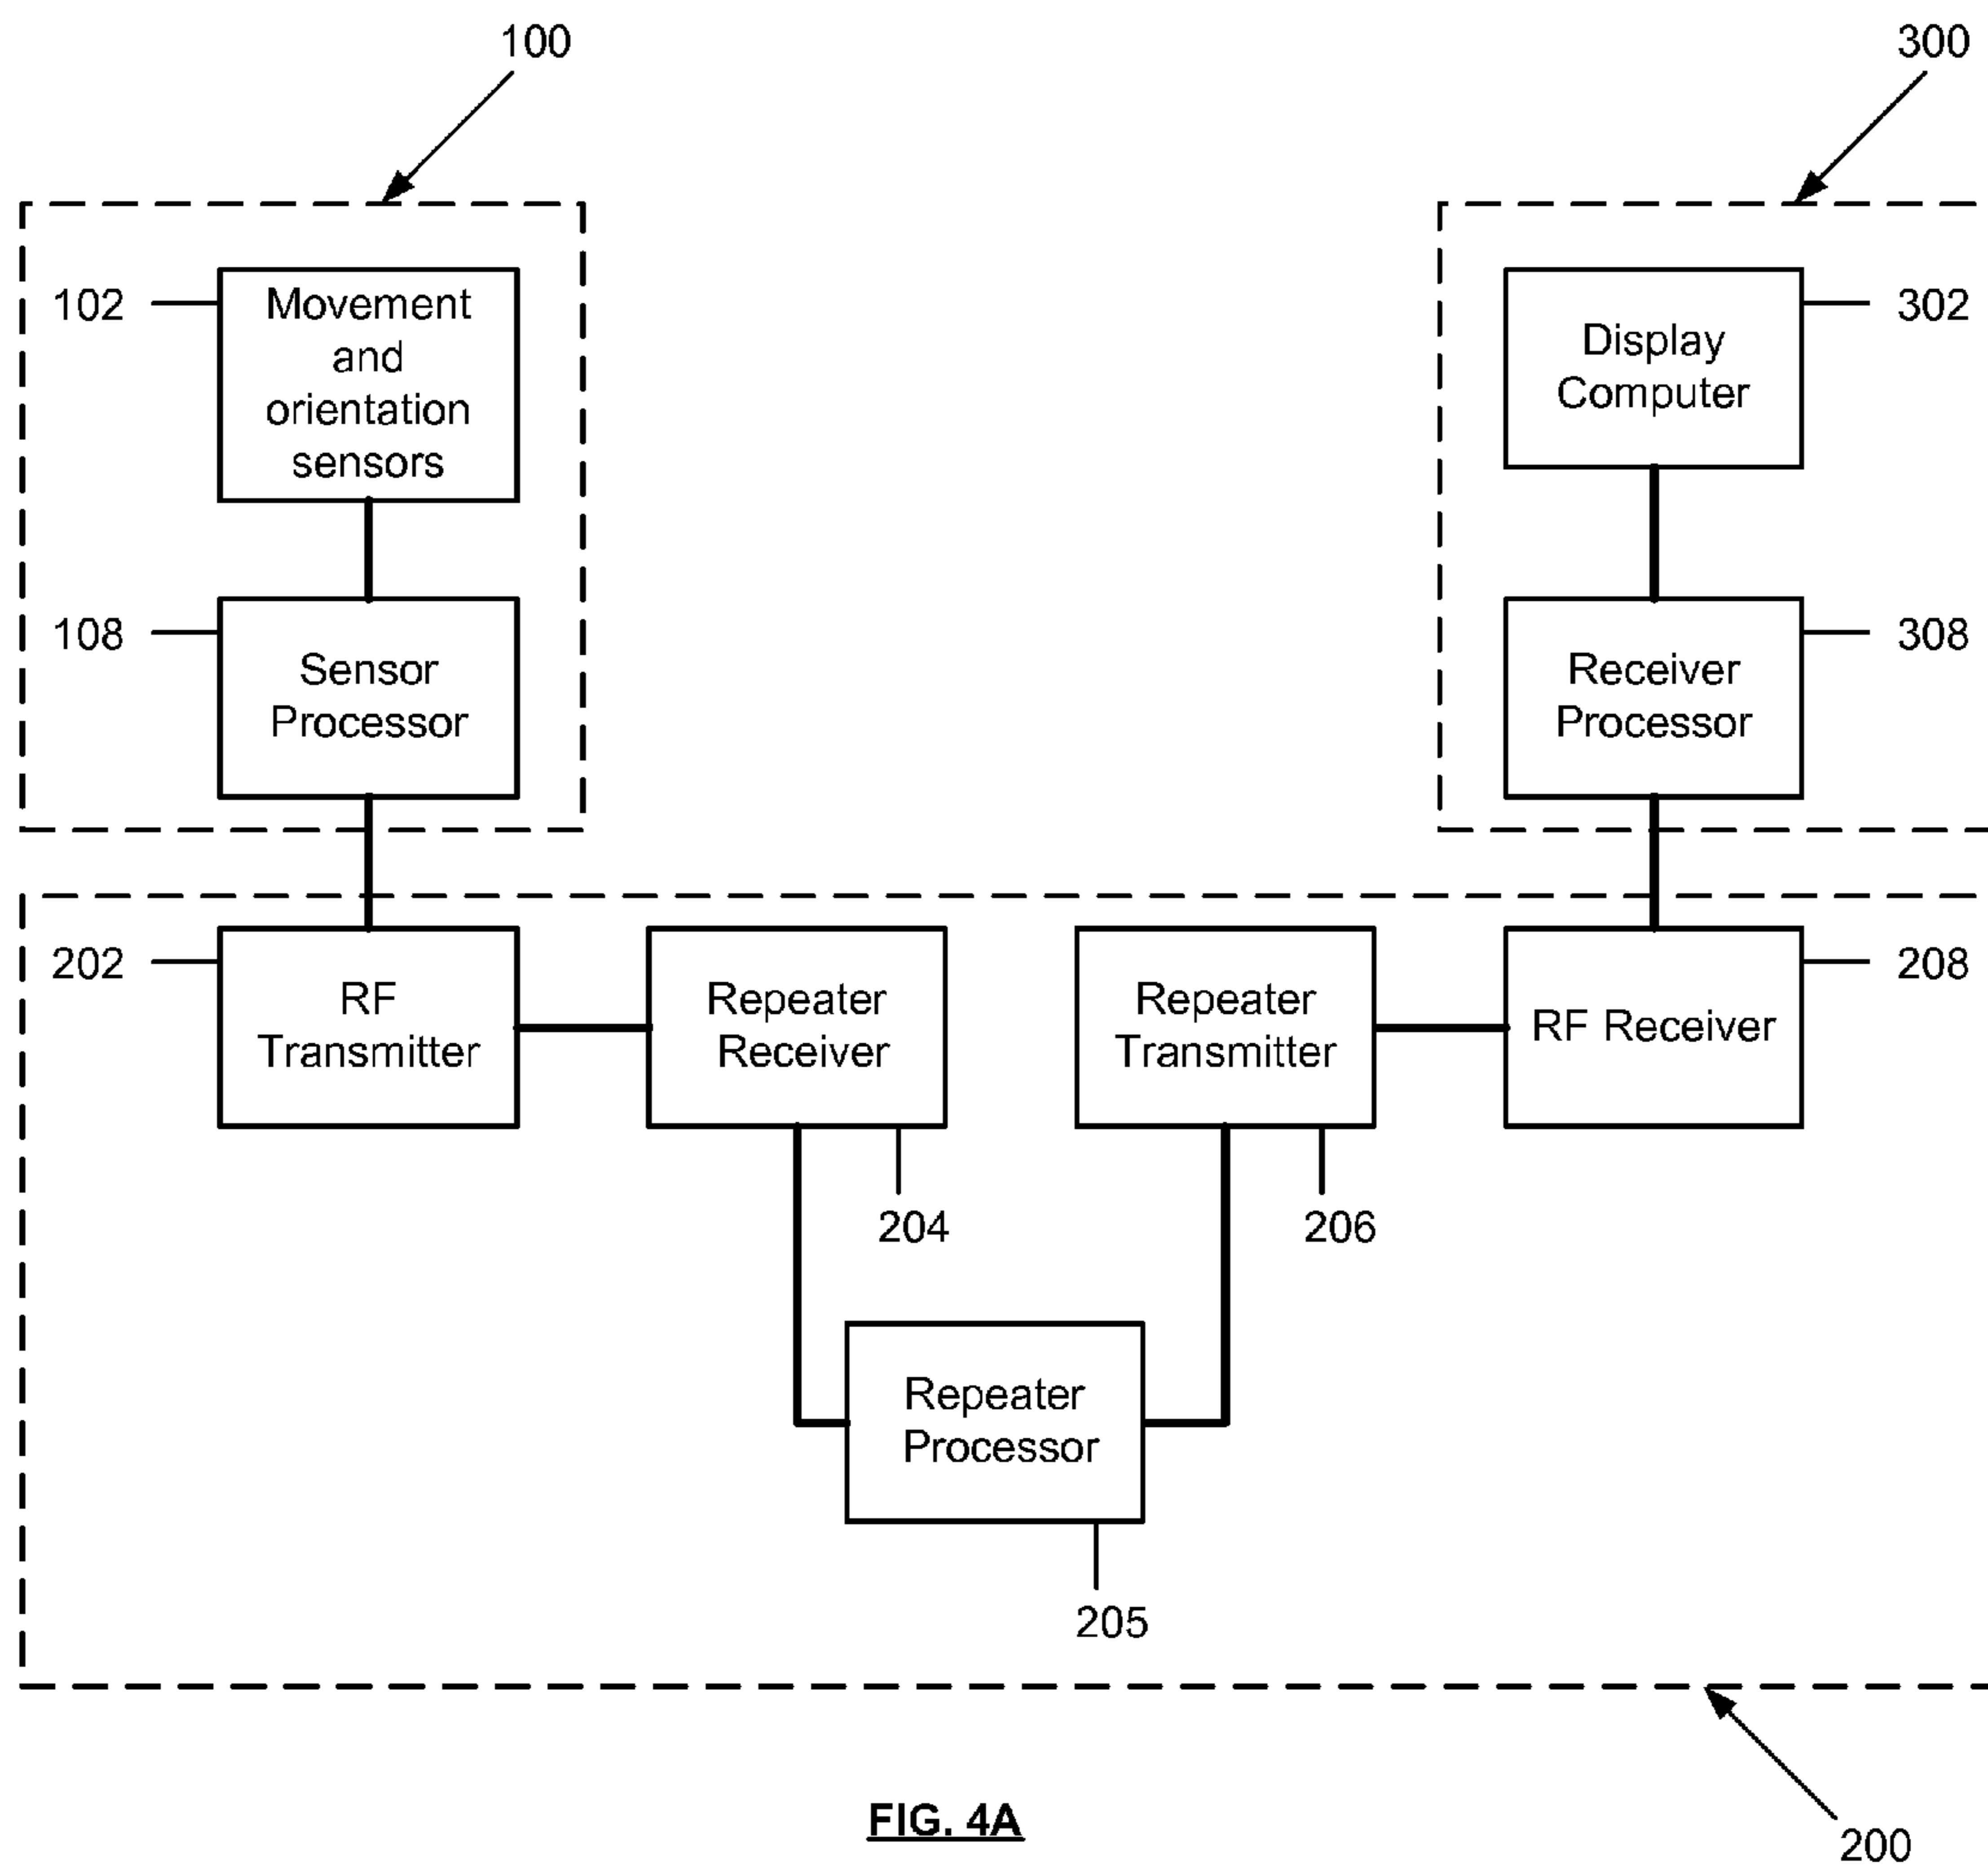 100
300
102
Movement
and
orientation
sensors
Display
Computer
302
108
Sensor
Processor
Receiver
Processor
308
202
RF
Transmitter
Repeater
Receiver
Repeater
Transmitter
RF Receiver
208
204
206
Repeater
Processor
205
FIG. 4A
200